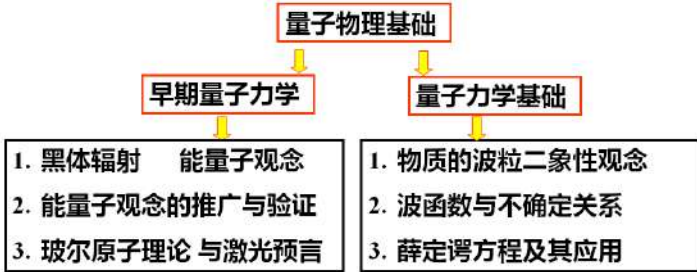 量子物理基础
早期量子力学
量子力学基础
1. 黑体辐射 能量子观念
2. 能量子观念的推广与验证
3. 玻尔原子理论 与激光预言
1. 物质的波粒二象性观念
2. 波函数与不确定关系
3. 薛定谔方程及其应用